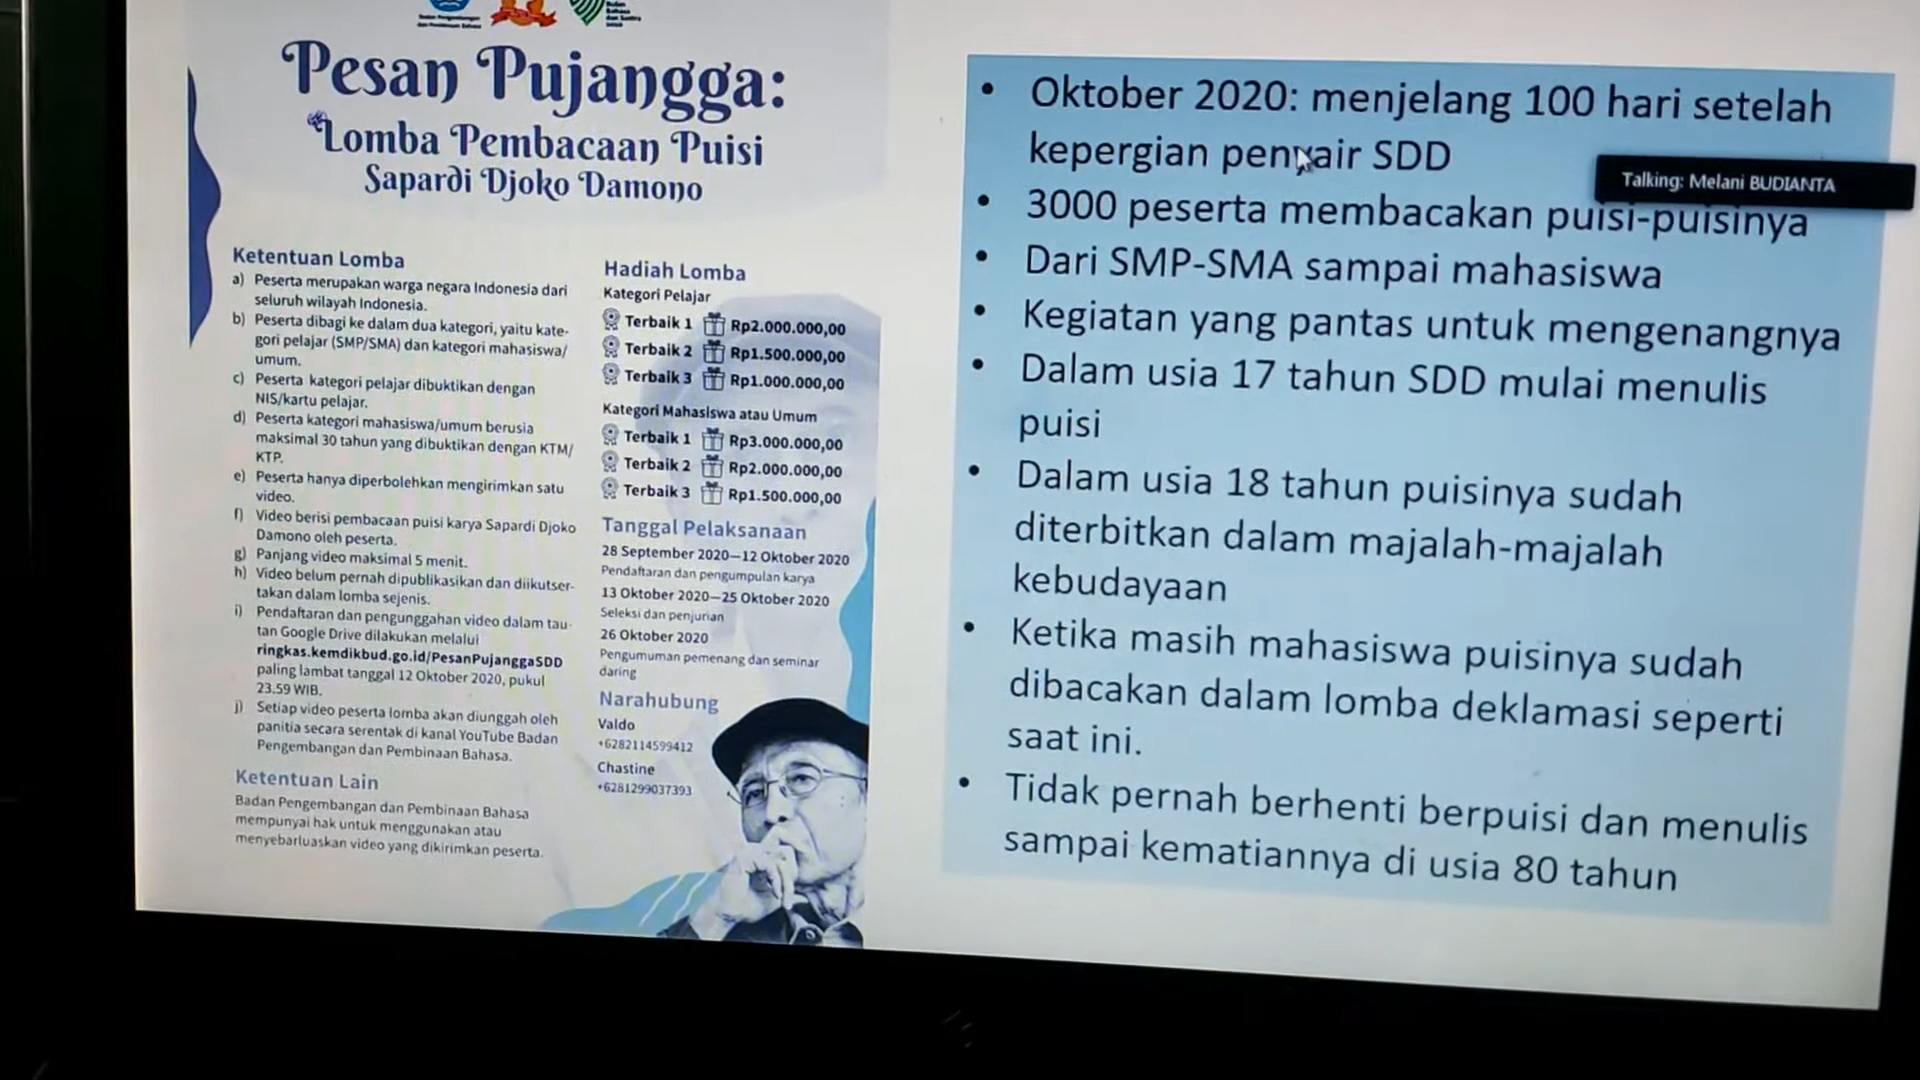 Badan Pengembangan
dan Pembinaan Bahasa
Badan
Bahasa
dan Sastra
Pesan Pujangga:
Lomba Pembacaan Puisi
Sapardi Djoko Damono
Ketentuan Lomba
a) Peserta merupakan warga negara Indonesia dari
seluruh wilayah Indonesia.
b) Peserta dibagi ke dalam dua kategori, yaitu kate-
gori pelajar (SMP/SMA) dan kategori mahasiswa/
umum.
c) Peserta kategori pelajar dibuktikan dengan
NIS/kartu pelajar.
d) Peserta kategori mahasiswa/umum berusia
maksimal 30 tahun yang dibuktikan dengan KTM/
KTP.
e) Peserta hanya diperbolehkan mengirimkan satu
video.
f) Video berisi pembacaan puisi karya Sapardi Djoko
Damono oleh peserta.
g) Panjang video maksimal 5 menit.
h) Video belum pernah dipublikasikan dan diikutser-
takan dalam lomba sejenis.
i) Pendaftaran dan pengunggahan video dalam tau-
tan Google Drive dilakukan melalui
ringkas.kemdikbud.go.id/PesanPujanggaSDD
paling lambat tanggal 12 Oktober 2020, pukul
23.59 WIB.
j) Setiap video peserta lomba akan diunggah oleh
panitia secara serentak di kanal YouTube Badan
Pengembangan dan Pembinaan Bahasa.
Ketentuan Lain
Badan Pengembangan dan Pembinaan Bahasa
mempunyai hak untuk menggunakan atau
menyebarluaskan video yang dikirimkan peserta.
Hadiah Lomba
Kategori Pelajar
Terbaik 1 Rp2.000.000,00
Terbaik 2 Rp1.500.000,00
Terbaik 3 Rp1.000.000,00
Kategori Mahasiswa atau Umum
Terbaik 1 Rp3.000.000,00
Terbaik 2 Rp2.000.000,00
Terbaik 3 Rp1.500.000,00
Tanggal Pelaksanaan
28 September 2020—12 Oktober 2020
Pendaftaran dan pengumpulan karya
13 Oktober 2020—25 Oktober 2020
Seleksi dan penjurian
26 Oktober 2020
Pengumuman pemenang dan seminar
daring
Narahubung
Valdo
+6282114599412
Chastine
+6281299037393
• Oktober 2020: menjelang 100 hari setelah
kepergian penyair SDD
Talking: Melani BUDIANTA
• 3000 peserta membacakan puisi-puisinya
• Dari SMP-SMA sampai mahasiswa
• Kegiatan yang pantas untuk mengenangnya
• Dalam usia 17 tahun SDD mulai menulis
puisi
• Dalam usia 18 tahun puisinya sudah
diterbitkan dalam majalah-majalah
kebudayaan
• Ketika masih mahasiswa puisinya sudah
dibacakan dalam lomba deklamasi seperti
saat ini.
• Tidak pernah berhenti berpuisi dan menulis
sampai kematiannya di usia 80 tahun